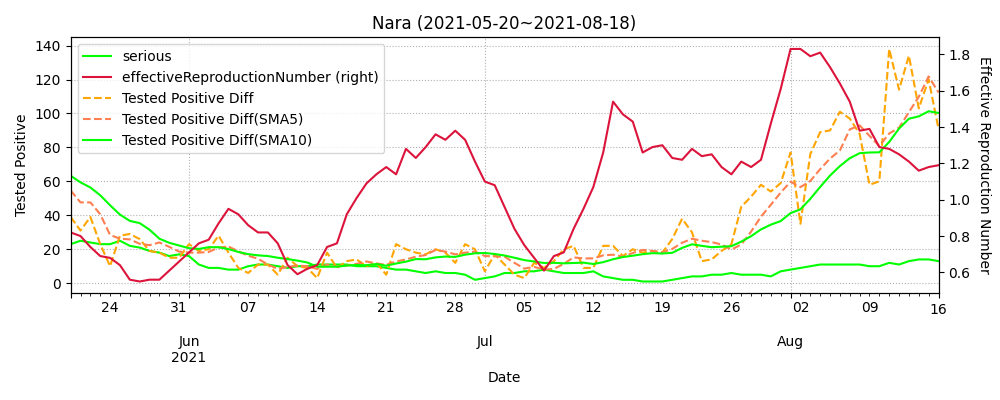 Nara (2021-05-20~2021-08-18)
serious
effectiveReproductionNumber (right)
Tested Positive Diff
Tested Positive Diff(SMA5)
Tested Positive Diff(SMA10)
Tested Positive
140
120
100
80
60
40
20
0
Effective Reproduction Number
1.8
1.6
1.4
1.2
1.0
0.8
0.6
24 31 07 14 21 28 05 12 19 26 02 09 16
Jun Jul Aug
2021
Date